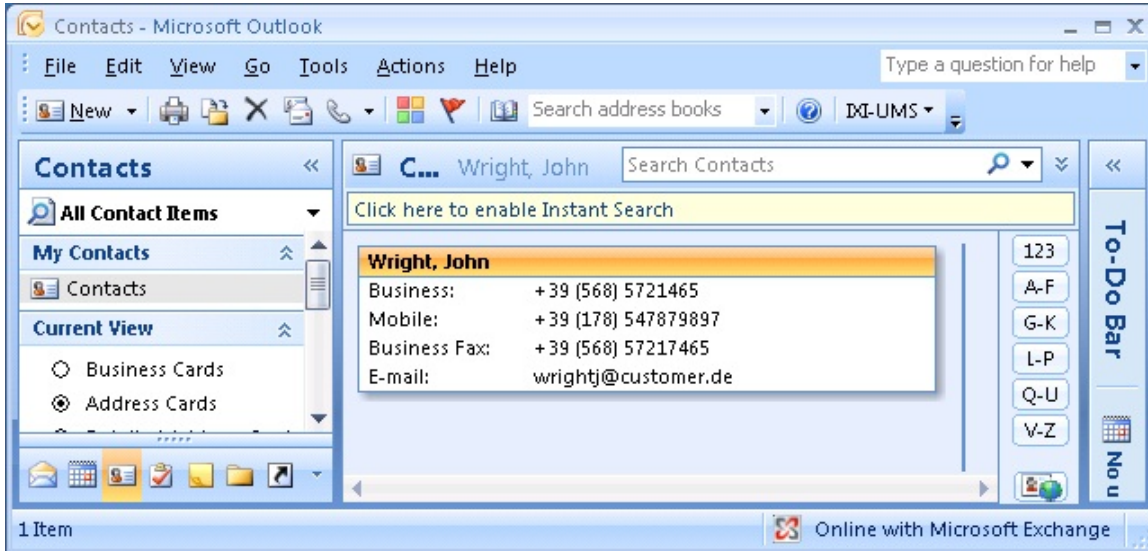 Contacts - Microsoft Outlook
File Edit View Go Tools Actions Help Type a question for help
New Search address books IXI-UMS
Contacts
C... Wright, John Search Contacts
All Contact Items
Click here to enable Instant Search
My Contacts
Contacts
Current View
Business Cards
Address Cards
Wright, John
Business: +39 (568) 5721465
Mobile: +39 (178) 547879897
Business Fax: +39 (568) 57217465
E-mail: wrightj@customer.de
123
A-F
G-K
L-P
Q-U
V-Z
To-Do Bar
No u
1 Item Online with Microsoft Exchange